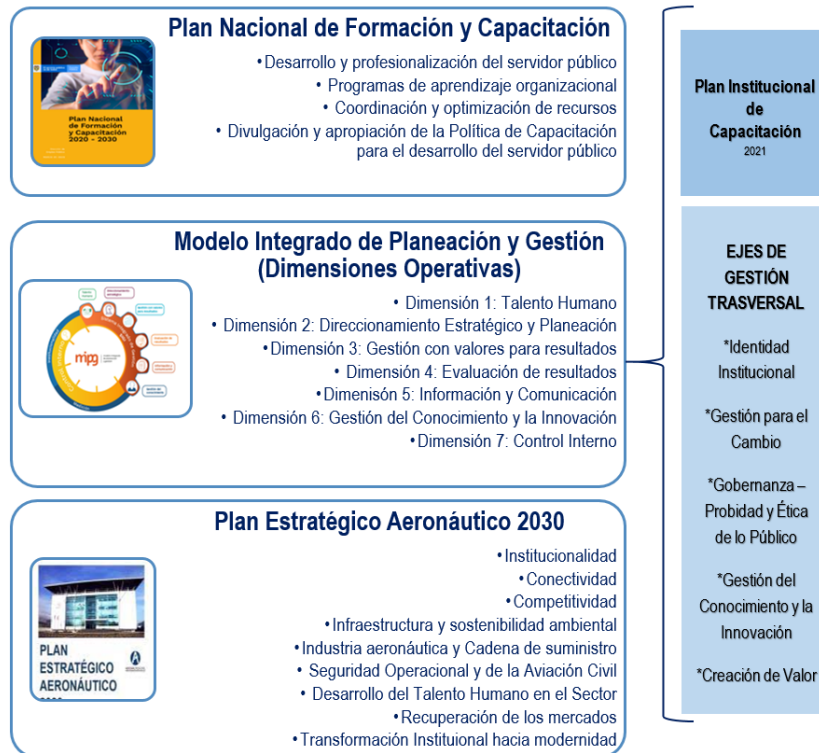 Plan Nacional de Formación y Capacitación
•Desarrollo y profesionalización del servidor público
• Programas de aprendizaje organizacional
• Coordinación y optimización de recursos
• Divulgación y apropiación de la Política de Capacitación
para el desarrollo del servidor público
Plan Nacional
de Formación
y Capacitación
2020 - 2030
Modelo Integrado de Planeación y Gestión
(Dimensiones Operativas)
• Dimensión 1: Talento Humano
• Dimensión 2: Direccionamiento Estratégico y Planeación
•Dimensión 3: Gestión con valores para resultados
• Dimensión 4: Evaluación de resultados
•Dimenisón 5: Información y Comunicación
• Dimensión 6: Gestión del Conocimiento y la Innovación
•Dimensión 7: Control Interno
mipg
Plan Estratégico Aeronáutico 2030
•Institucionalidad
•Conectividad
•Competitividad
•Infraestructura y sostenibilidad ambiental
•Industria aeronáutica y Cadena de suministro
• Seguridad Operacional y de la Aviación Civil
• Desarrollo del Talento Humano en el Sector
•Recuperación de los mercados
•Transformación Instituional hacia modernidad
PLAN
ESTRATÉGICO
AERONÁUTICO
Plan Institucional
de
Capacitación
2021
EJES DE
GESTIÓN
TRASVERSAL
*Identidad
Institucional
*Gestión para el
Cambio
*Gobernanza –
Probidad y Ética
de lo Público
*Gestión del
Conocimiento y la
Innovación
*Creación de Valor